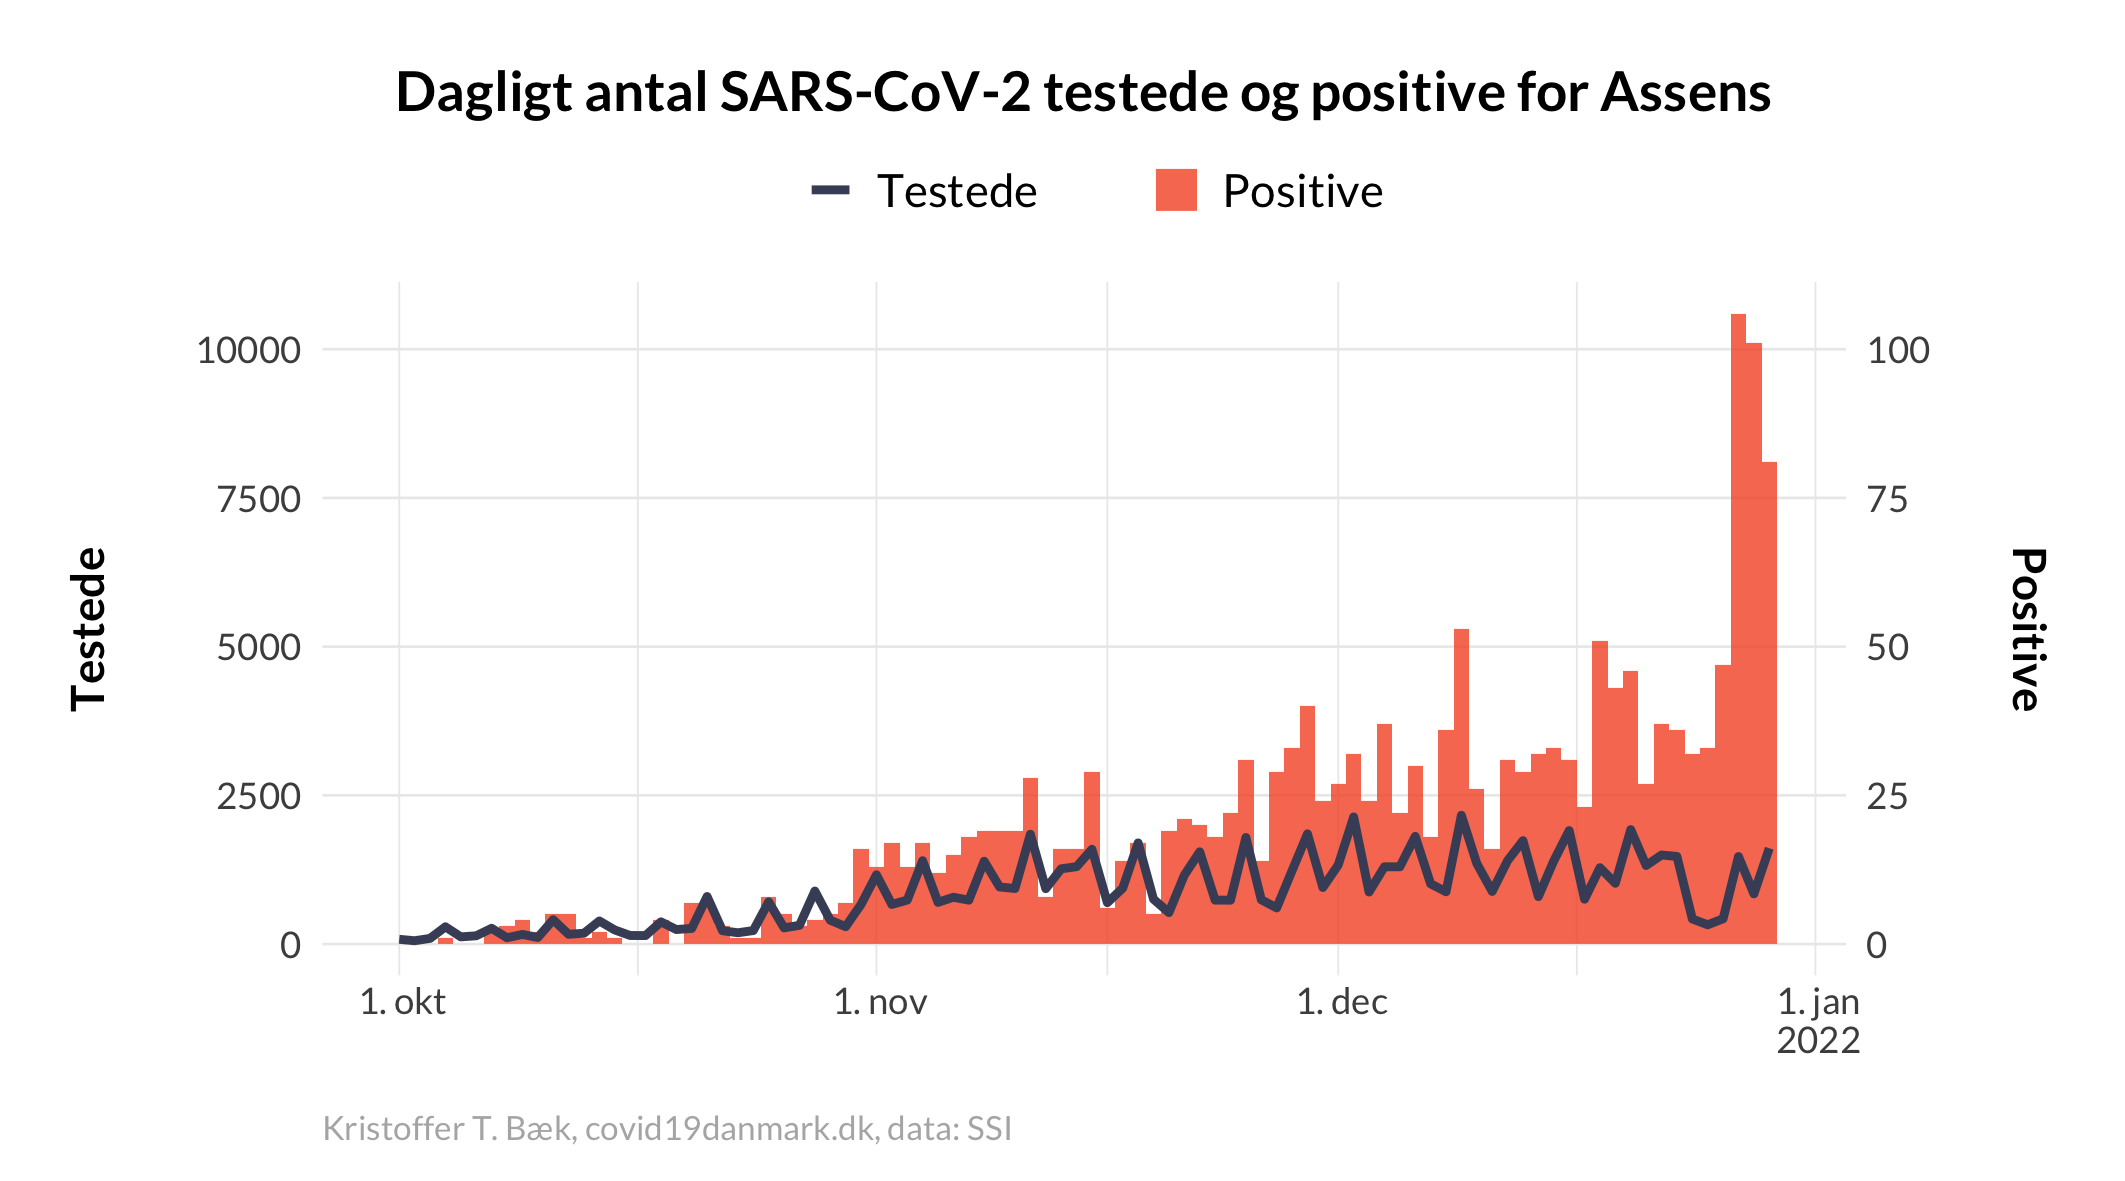 Dagligt antal SARS-CoV-2 testede og positive for Assens
Testede
Positive
10000
7500
5000
2500
0
100
75
50
25
0
Testede
Positive
1. okt
1. nov
1. dec
1. jan
2022
Kristoffer T. Bæk, covid19danmark.dk, data: SSI